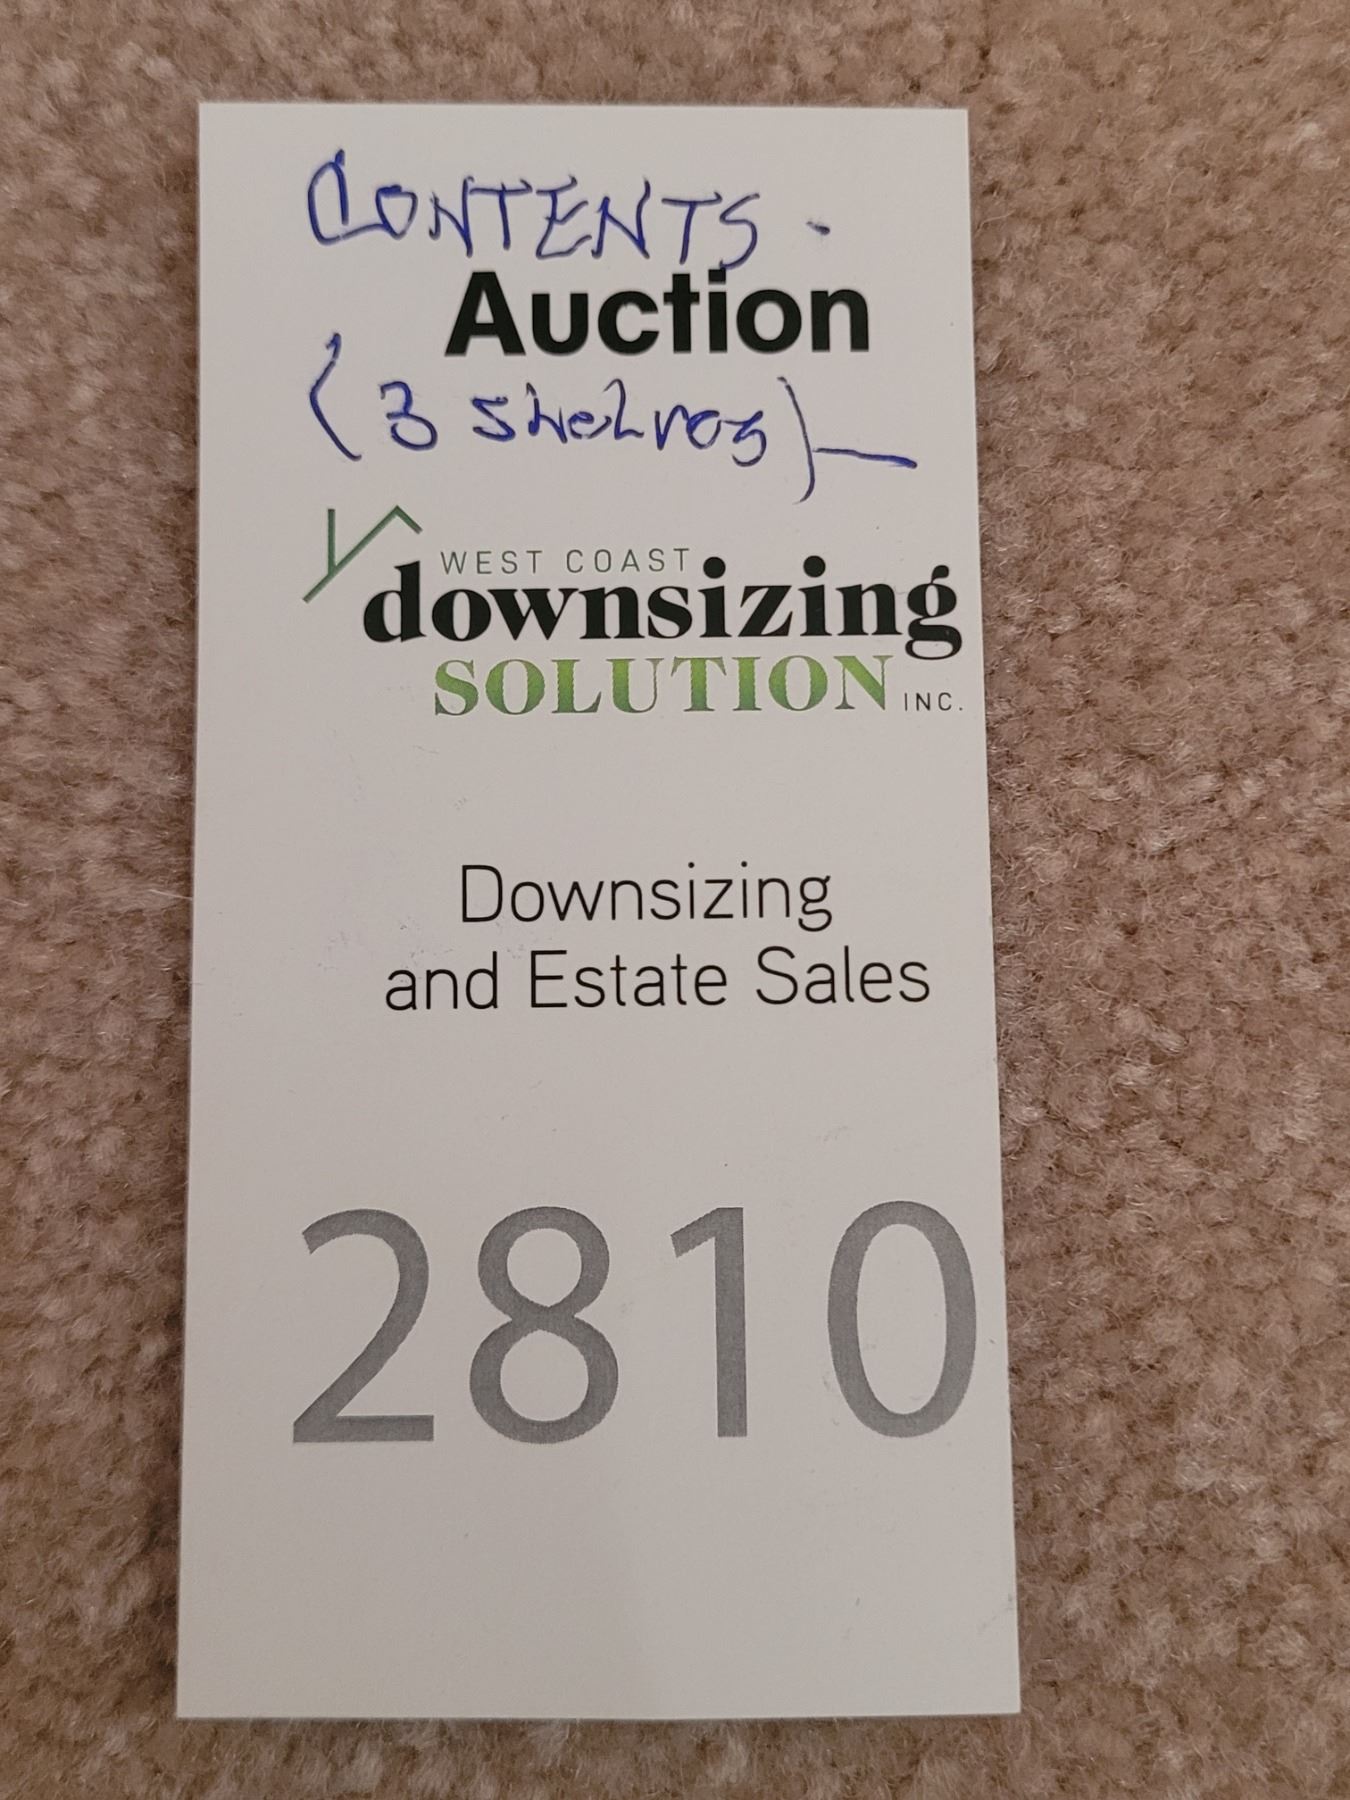 CONTENTS -
Auction
(3 shelves) —
WEST COAST
downsizing
SOLUTION INC.
Downsizing
and Estate Sales
2810